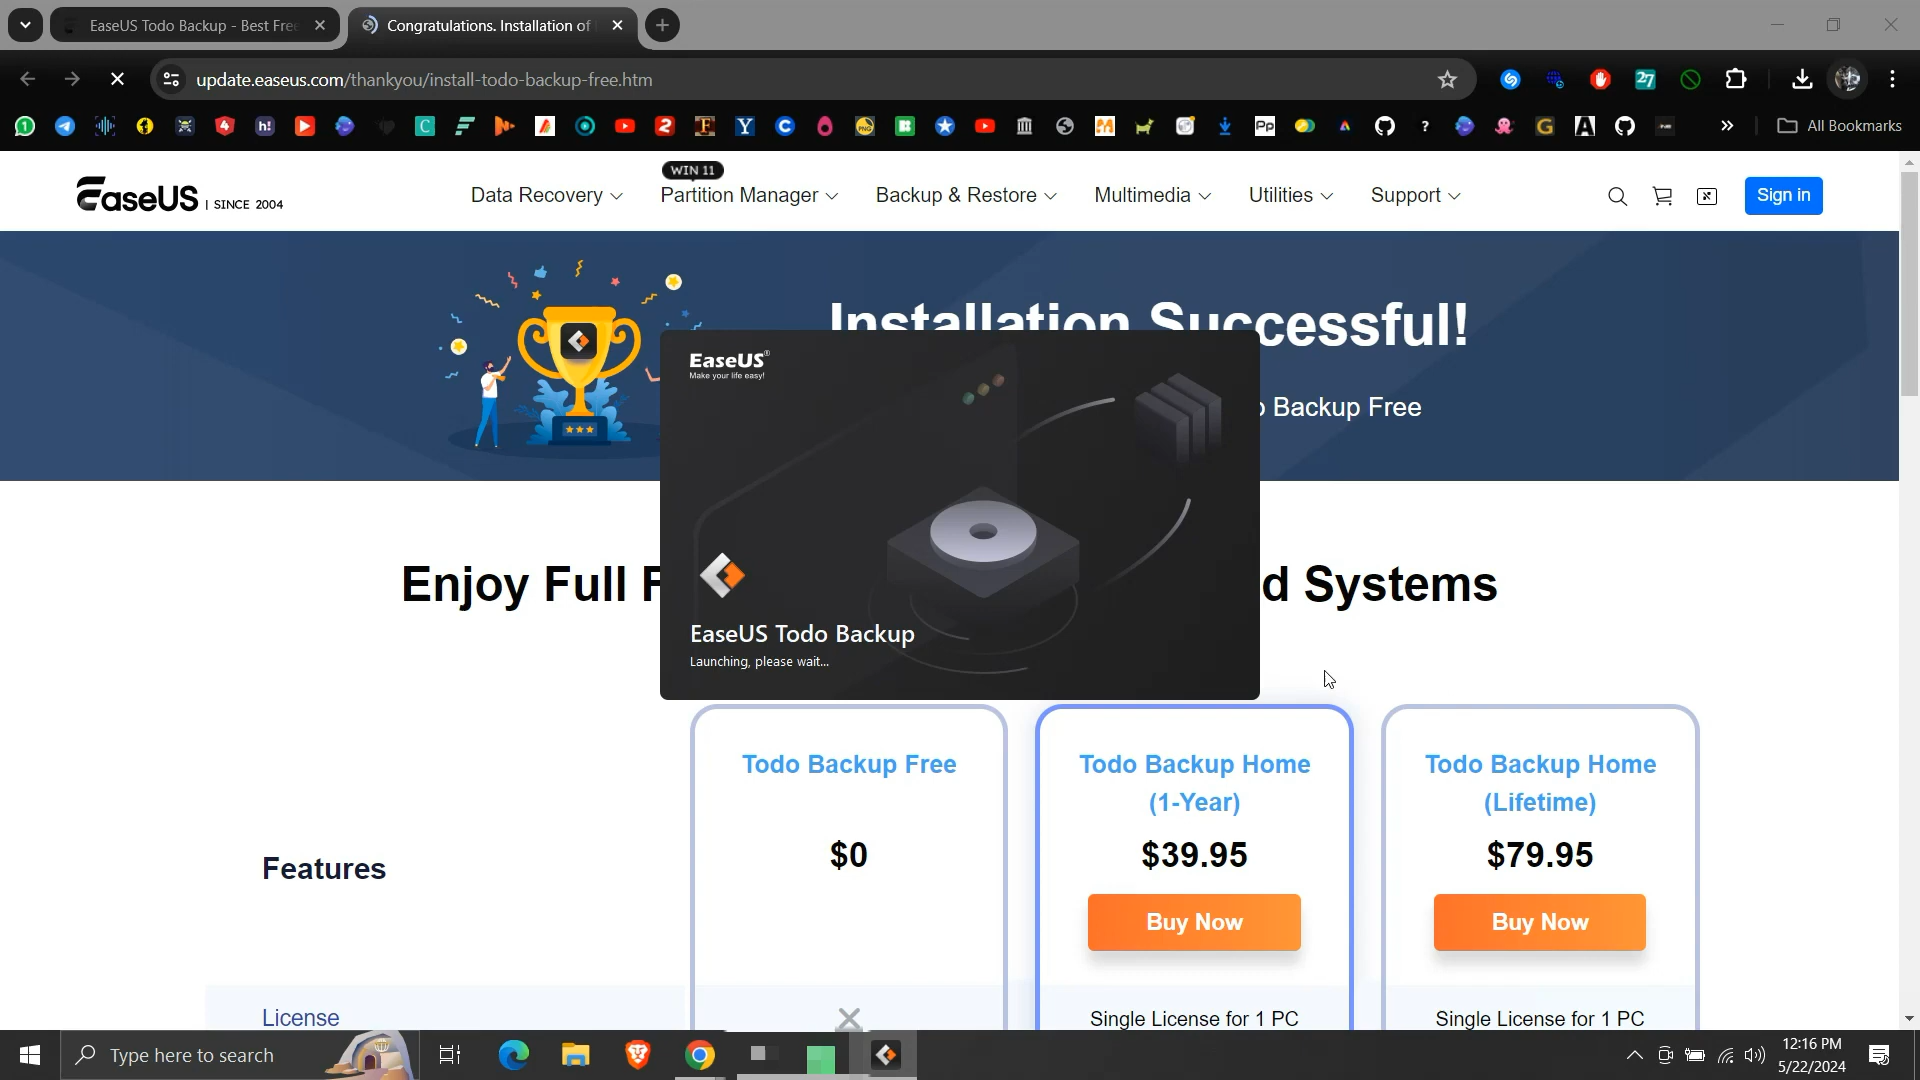 EaseUS Todo Backup - Best Free
Congratulations. Installation of
update.easeus.com/thankyou/install-todo-backup-free.htm
All Bookmarks
EaseUS | SINCE 2004
WIN 11
Data Recovery
Partition Manager
Backup & Restore
Multimedia
Utilities
Support
Sign in
Installation Successful!
Backup Free
EaseUS®
Make your life easy!
EaseUS Todo Backup
Launching, please wait...
Enjoy Full F
d Systems
Features
Todo Backup Free
$0
Todo Backup Home
(1-Year)
$39.95
Buy Now
Todo Backup Home
(Lifetime)
$79.95
Buy Now
License
Single License for 1 PC
Single License for 1 PC
Type here to search
12:16 PM
5/22/2024